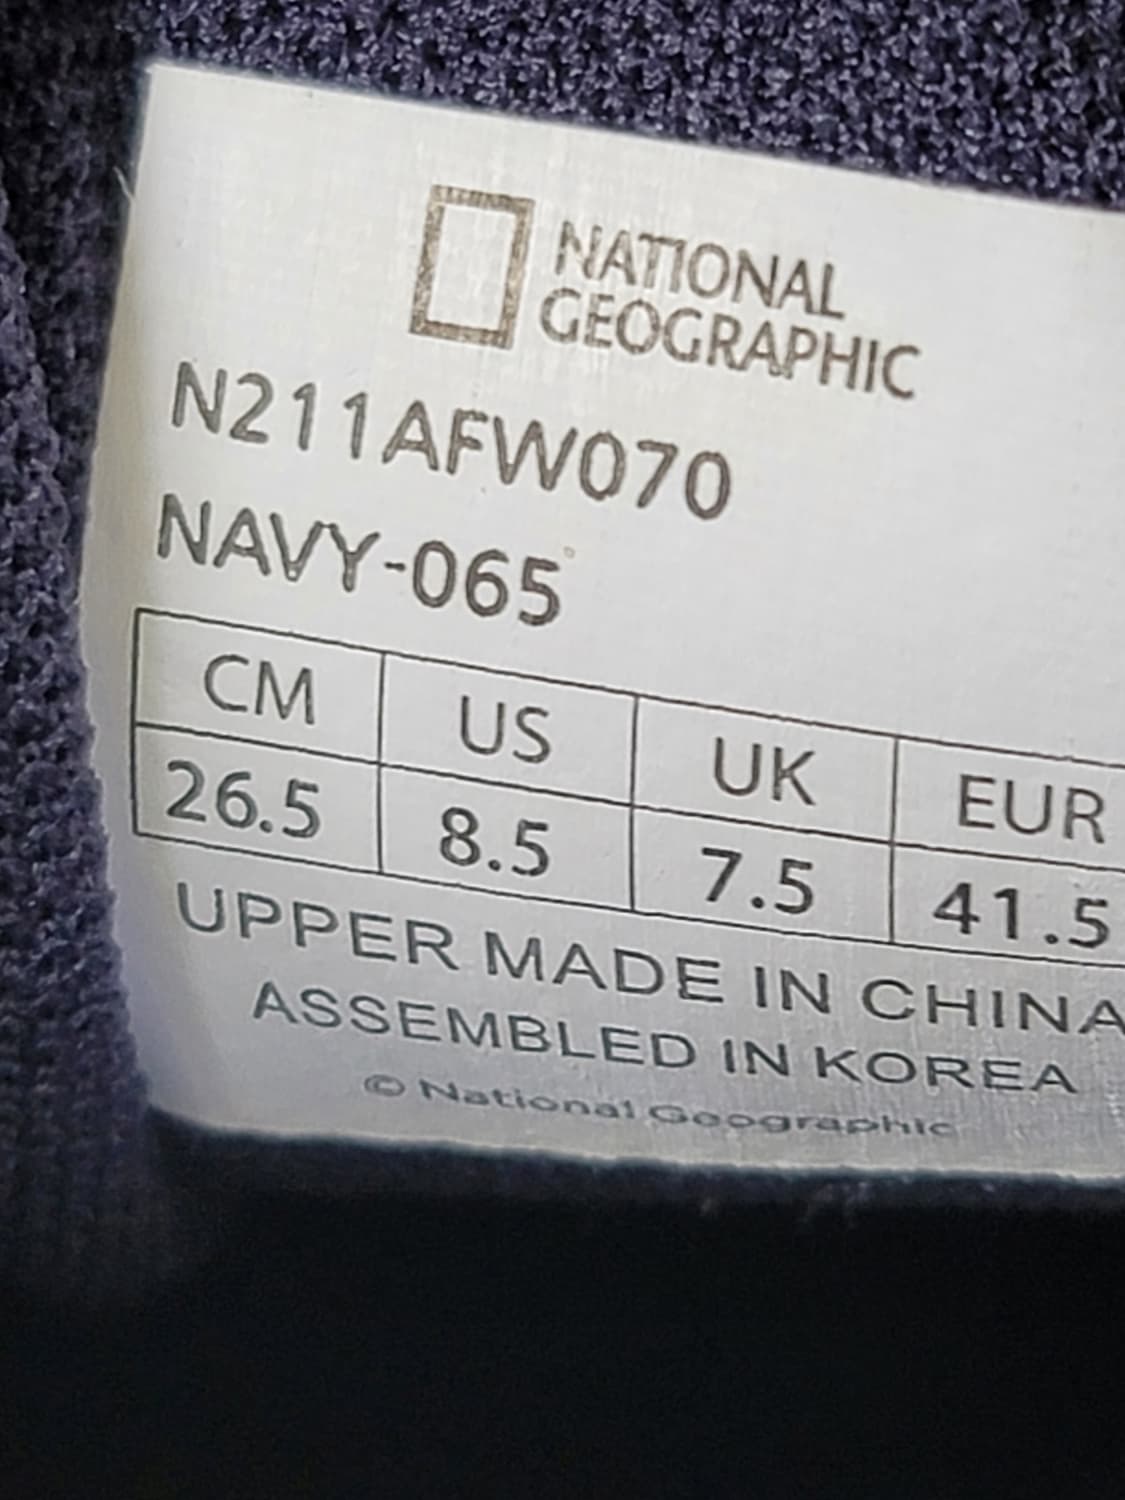 NATIONAL
GEOGRAPHIC
N211AFW070
NAVY-065
CM US UK EUR
26.5 8.5 7.5 41.5
UPPER MADE IN CHINA
ASSEMBLED IN KOREA
© National Geographic